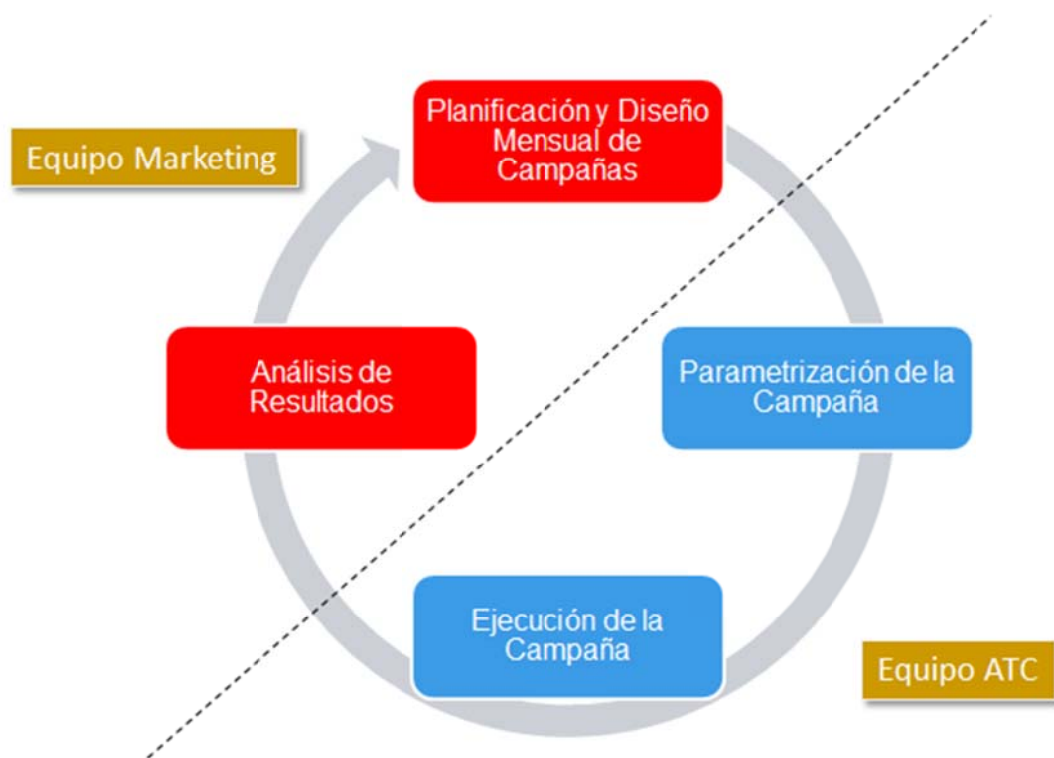 Planificación y Diseño
Mensual de
Campañas
Equipo Marketing
Análisis de
Resultados
Parametrización de la
Campaña
Ejecución de la
Campaña
Equipo ATC